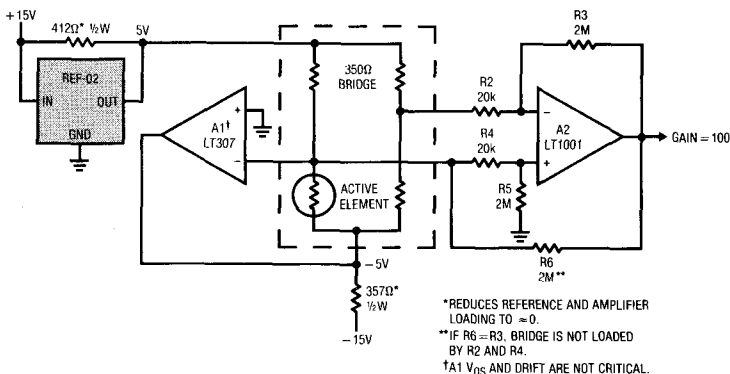 +15V
412Ω* ½W
5V
REF-02
IN
OUT
GND
A1†
LT307
+
−
350Ω
BRIDGE
ACTIVE
ELEMENT
−5V
357Ω*
½W
−15V
R2
20k
R4
20k
R3
2M
−
A2
LT1001
+
GAIN = 100
R5
2M
R6
2M**
*REDUCES REFERENCE AND AMPLIFIER
LOADING TO ≈0.
**IF R6 = R3, BRIDGE IS NOT LOADED
BY R2 AND R4.
†A1 VOS AND DRIFT ARE NOT CRITICAL.